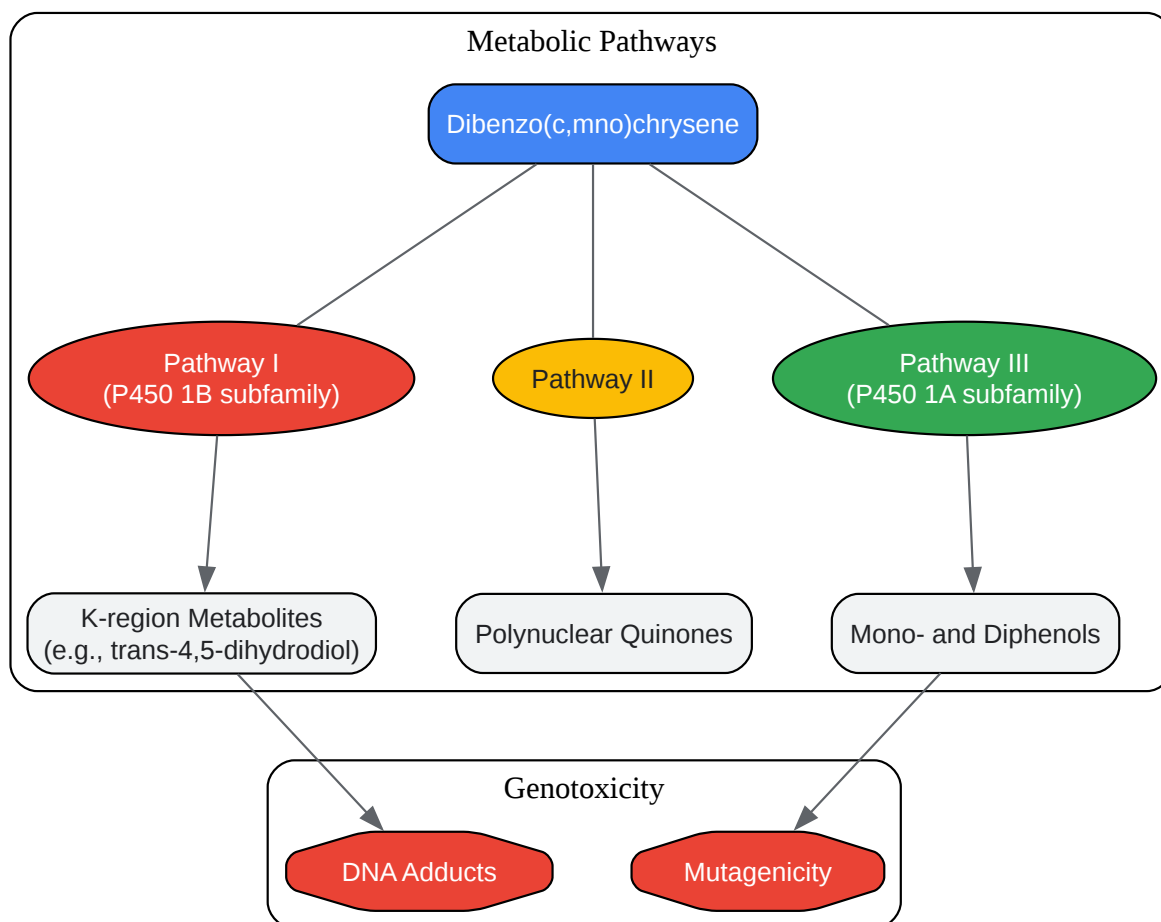 Metabolic Pathways
Dibenzo(c,mno)chrysene
Pathway I
(P450 1B subfamily)
Pathway II
Pathway III
(P450 1A subfamily)
K-region Metabolites
(e.g., trans-4,5-dihydrodiol)
Polynuclear Quinones
Mono- and Diphenols
Genotoxicity
DNA Adducts
Mutagenicity